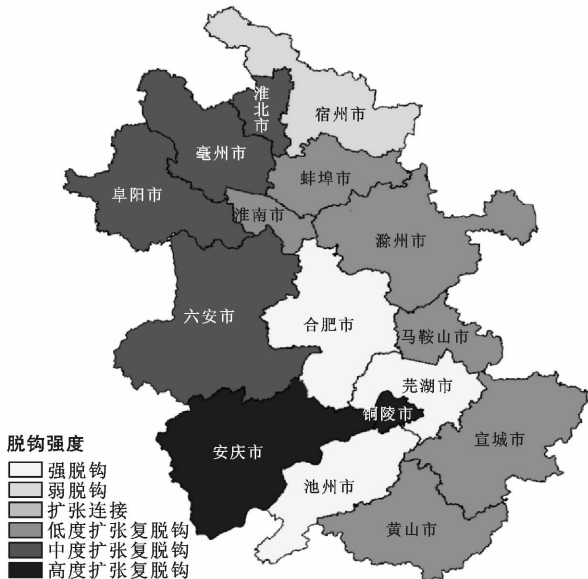 淮北市
宿州市
亳州市
蚌埠市
阜阳市
淮南市
滁州市
六安市
合肥市
马鞍山市
芜湖市
铜陵市
宣城市
安庆市
池州市
黄山市
脱钩强度
强脱钩
弱脱钩
扩张连接
低度扩张复脱钩
中度扩张复脱钩
高度扩张复脱钩